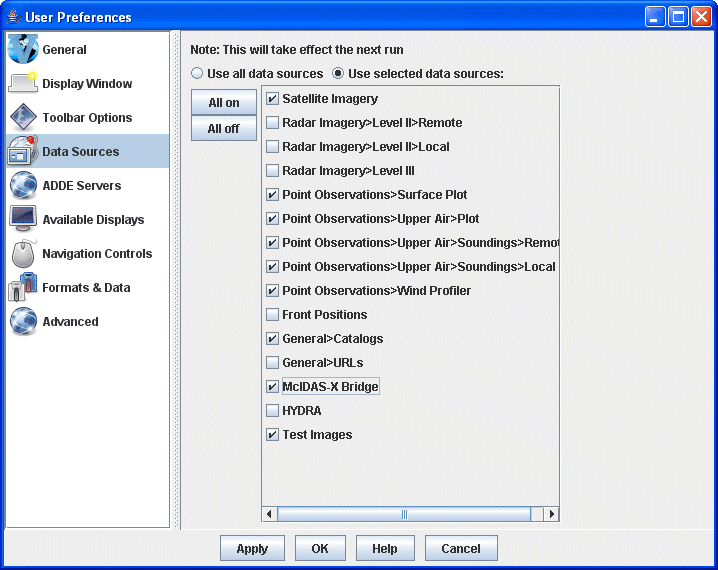 User Preferences
General
Display Window
Toolbar Options
Data Sources
ADDE Servers
Available Displays
Navigation Controls
Formats & Data
Advanced
Note: This will take effect the next run
Use all data sources
Use selected data sources:
All on
All off
Satellite Imagery
Radar Imagery>Level II>Remote
Radar Imagery>Level II>Local
Radar Imagery>Level III
Point Observations>Surface Plot
Point Observations>Upper Air>Plot
Point Observations>Upper Air>Soundings>Remot
Point Observations>Upper Air>Soundings>Local
Point Observations>Wind Profiler
Front Positions
General>Catalogs
General>URLs
McIDAS-X Bridge
HYDRA
Test Images
Apply
OK
Help
Cancel